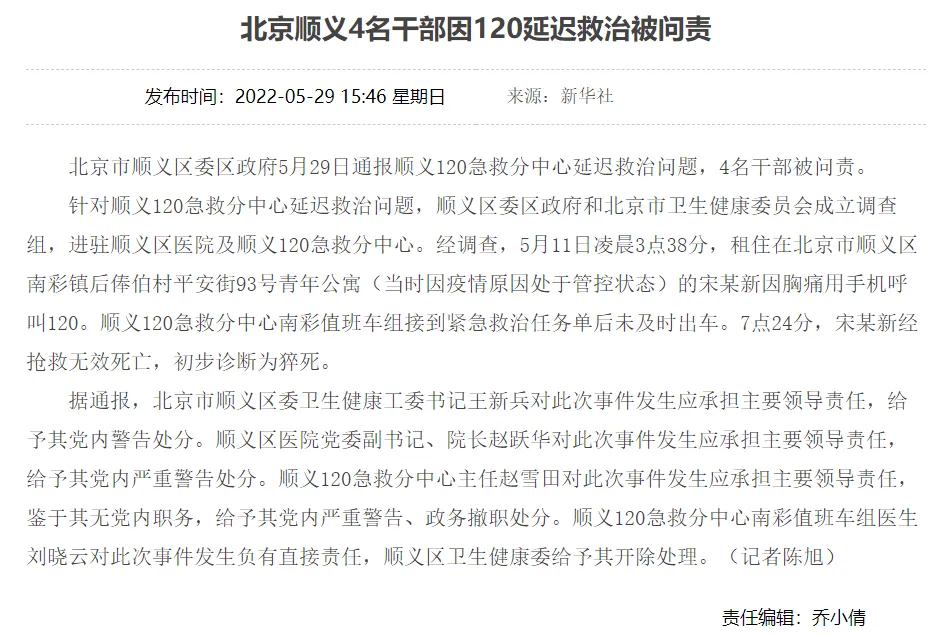 北京顺义4名干部因120延迟救治被问责
发布时间：2022-05-29 15:46 星期日 来源：新华社
北京市顺义区委区政府5月29日通报顺义120急救分中心延迟救治问题，4名干部被问责。
针对顺义120急救分中心延迟救治问题，顺义区委区政府和北京市卫生健康委员会成立调查
组，进驻顺义区医院及顺义120急救分中心。经调查，5月11日凌晨3点38分，租住在北京市顺义区
南彩镇后俸伯村平安街93号青年公寓（当时因疫情原因处于管控状态）的宋某新因胸痛用手机呼
叫120。顺义120急救分中心南彩值班车组接到紧急救治任务单后未及时出车。7点24分，宋某新经
抢救无效死亡，初步诊断为猝死。
据通报，北京市顺义区委卫生健康工委书记王新兵对此次事件发生应承担主要领导责任，给
予其党内警告处分。顺义区医院党委副书记、院长赵跃华对此次事件发生应承担主要领导责任，
给予其党内严重警告处分。顺义120急救分中心主任赵雪田对此次事件发生应承担主要领导责任，
鉴于其无党内职务，给予其党内严重警告、政务撤职处分。顺义120急救分中心南彩值班车组医生
刘晓云对此次事件发生负有直接责任，顺义区卫生健康委给予其开除处理。（记者陈旭）
责任编辑：乔小倩